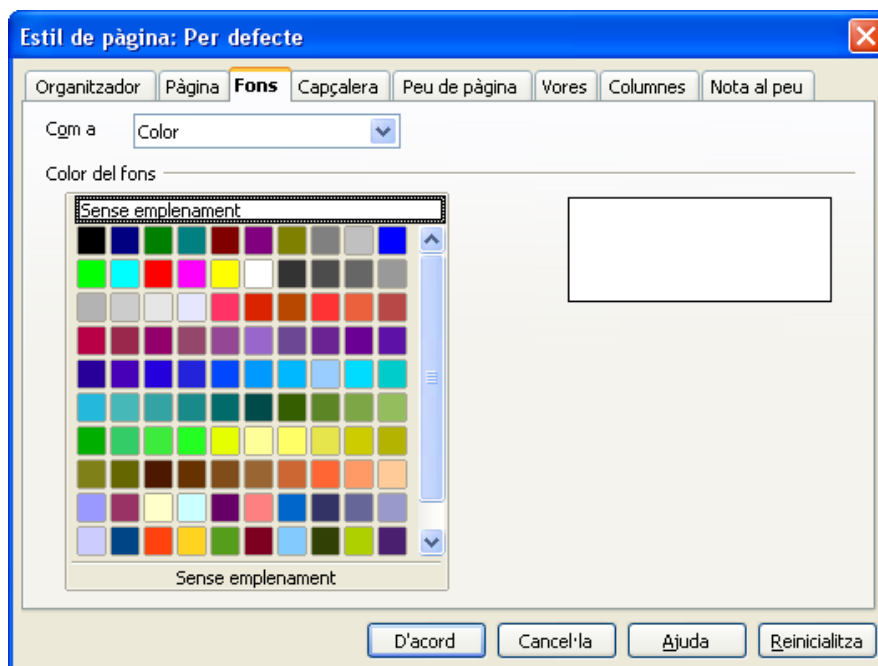 Estil de pàgina: Per defecte
Organitzador Pàgina Fons Capçalera Peu de pàgina Vores Columnes Nota al peu
Com a Color
Color del fons
Sense emplenament
Sense emplenament
D'acord Cancel·la Ajuda Reinicialitza